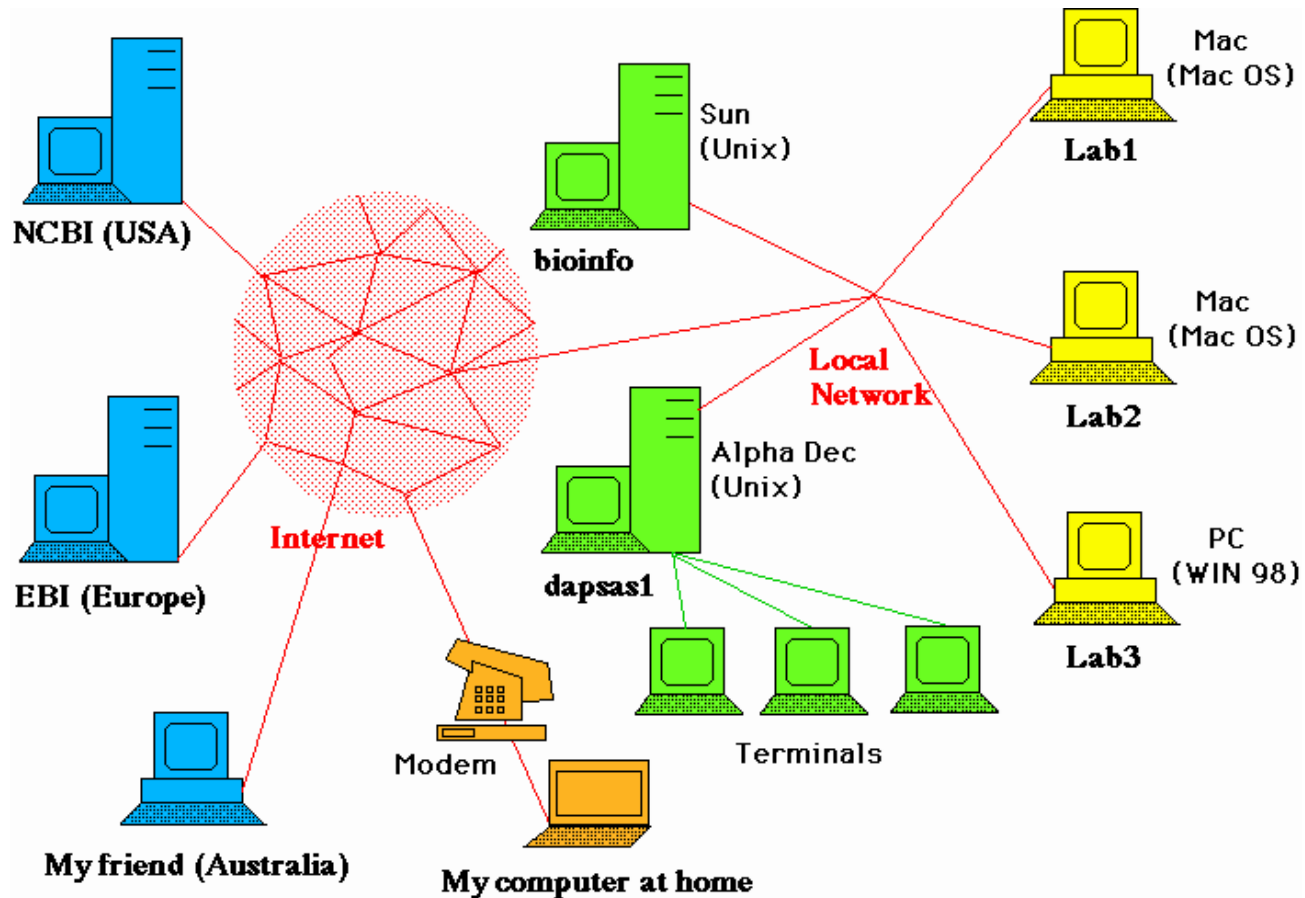 Mac
(Mac OS)
Lab1
Sun
(Unix)
NCBI (USA)
bioinfo
Mac
(Mac OS)
Local
Network
Lab2
Alpha Dec
(Unix)
Internet
PC
(WIN 98)
EBI (Europe)
dapsas1
Lab3
Modem
Terminals
My friend (Australia)
My computer at home